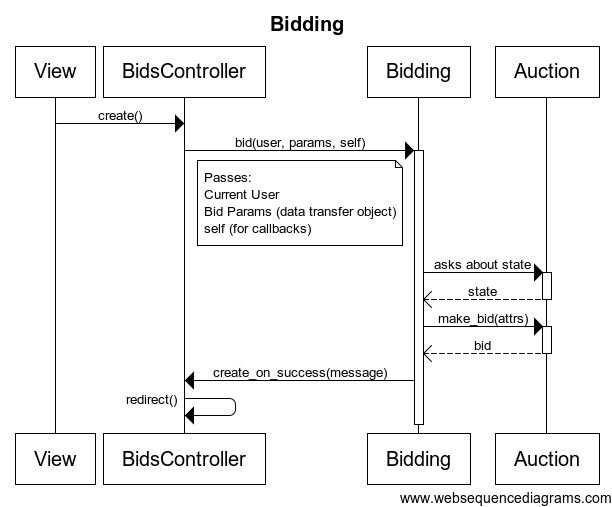 Bidding
View
BidsController
Bidding
Auction
create()
bid(user, params, self)
Passes:
Current User
Bid Params (data transfer object)
self (for callbacks)
asks about state
state
make_bid(attrs)
bid
create_on_success(message)
redirect()
View
BidsController
Bidding
Auction
www.websequencediagrams.com